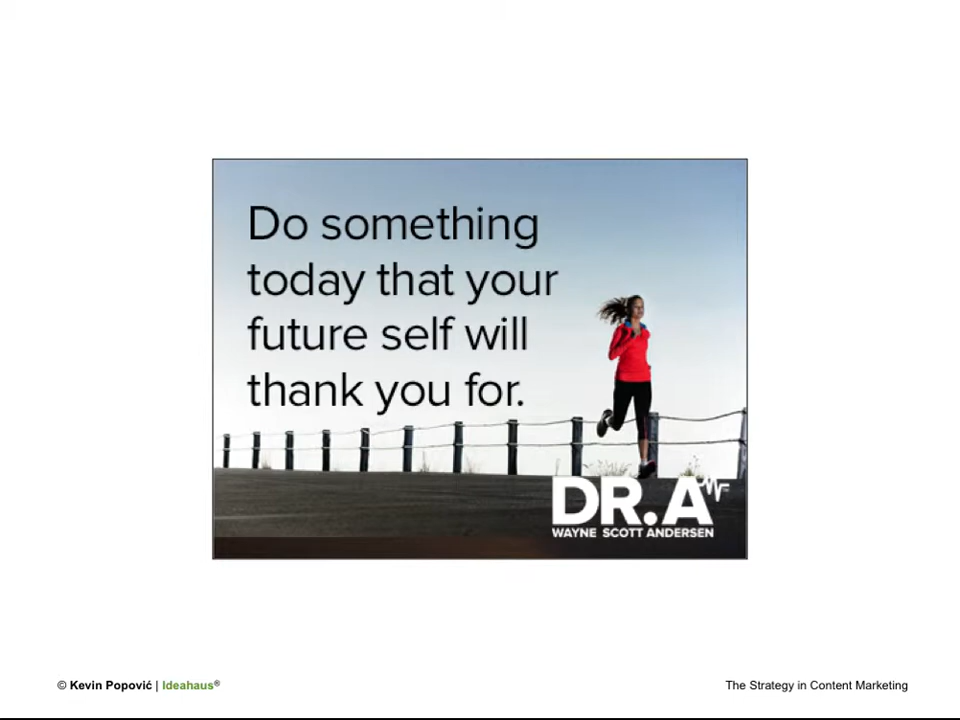 Do something
today that your
future self will
thank you for.
DR.A
WAYNE SCOTT ANDERSEN
© Kevin Popović | Ideahaus®
The Strategy in Content Marketing